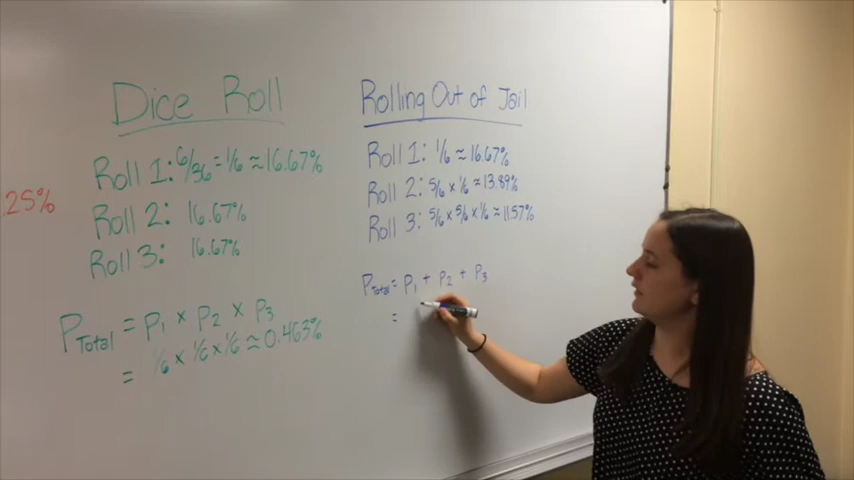 .25%
Dice Roll
Roll 1: 6/36 = 1/6 ≈ 16.67%
Roll 2: 16.67%
Roll 3: 16.67%
PTotal = P1 × P2 × P3
= 1/6 × 1/6 × 1/6 ≈ 0.463%
Rolling Out of Jail
Roll 1: 1/6 ≈ 16.67%
Roll 2: 5/6 × 1/6 ≈ 13.89%
Roll 3: 5/6 × 5/6 × 1/6 ≈ 11.57%
PTotal = P1 + P2 + P3
=